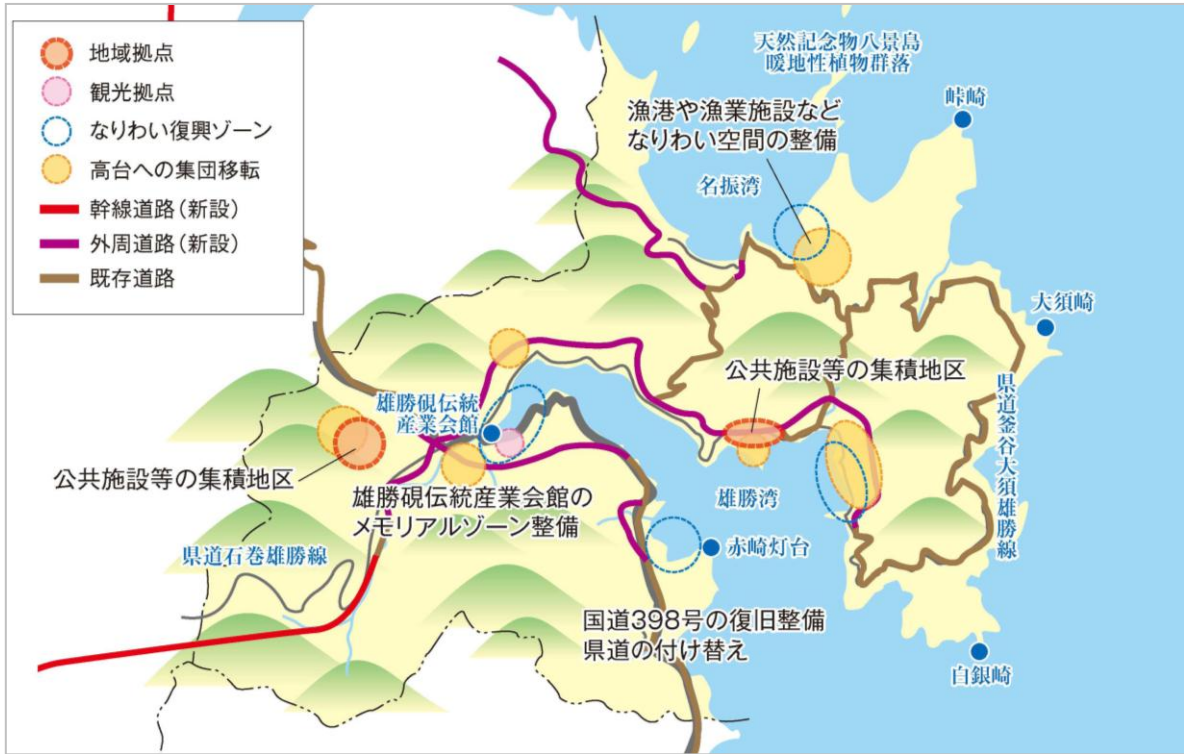 地域拠点
観光拠点
なりわい復興ゾーン
高台への集団移転
幹線道路(新設)
外周道路(新設)
既存道路
天然記念物八景島
暖地性植物群落
峠崎
漁港や漁業施設など
なりわい空間の整備
名振湾
大須崎
公共施設等の集積地区
雄勝硯伝統
産業会館
県道釜谷大須雄勝線
公共施設等の集積地区
雄勝硯伝統産業会館の
メモリアルゾーン整備
雄勝湾
赤崎灯台
県道石巻雄勝線
国道398号の復旧整備
県道の付け替え
白銀崎